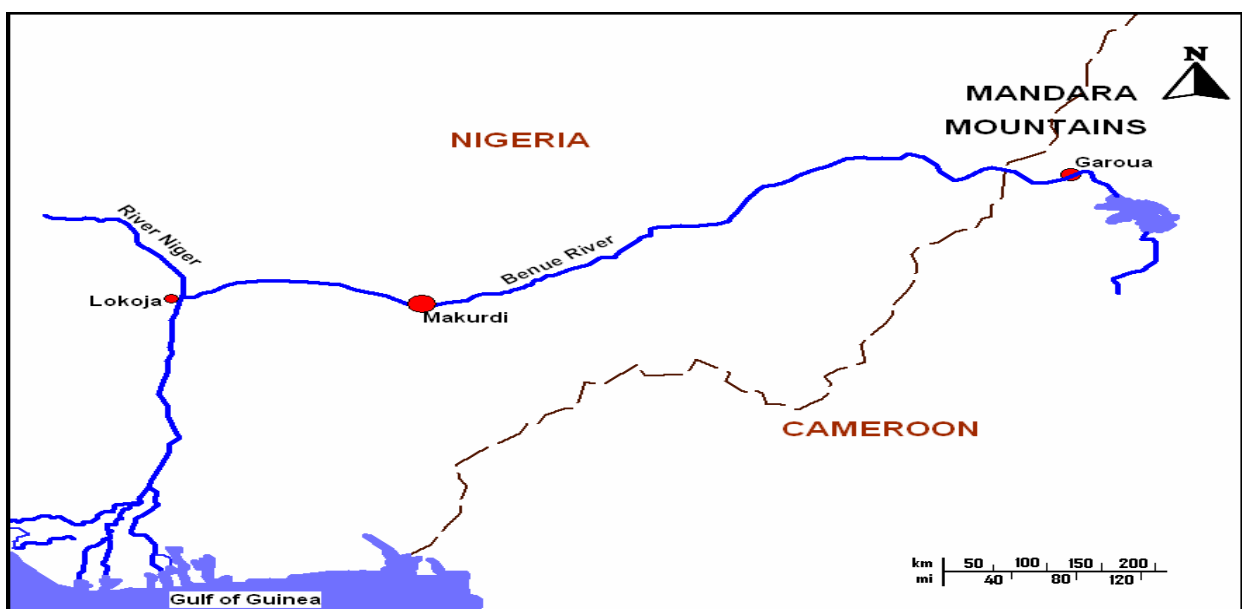 N
MANDARA
MOUNTAINS
NIGERIA
Garoua
River Niger
Benue River
Lokoja
Makurdi
CAMEROON
km 50 100 150 200
mi 40 80 120
Gulf of Guinea